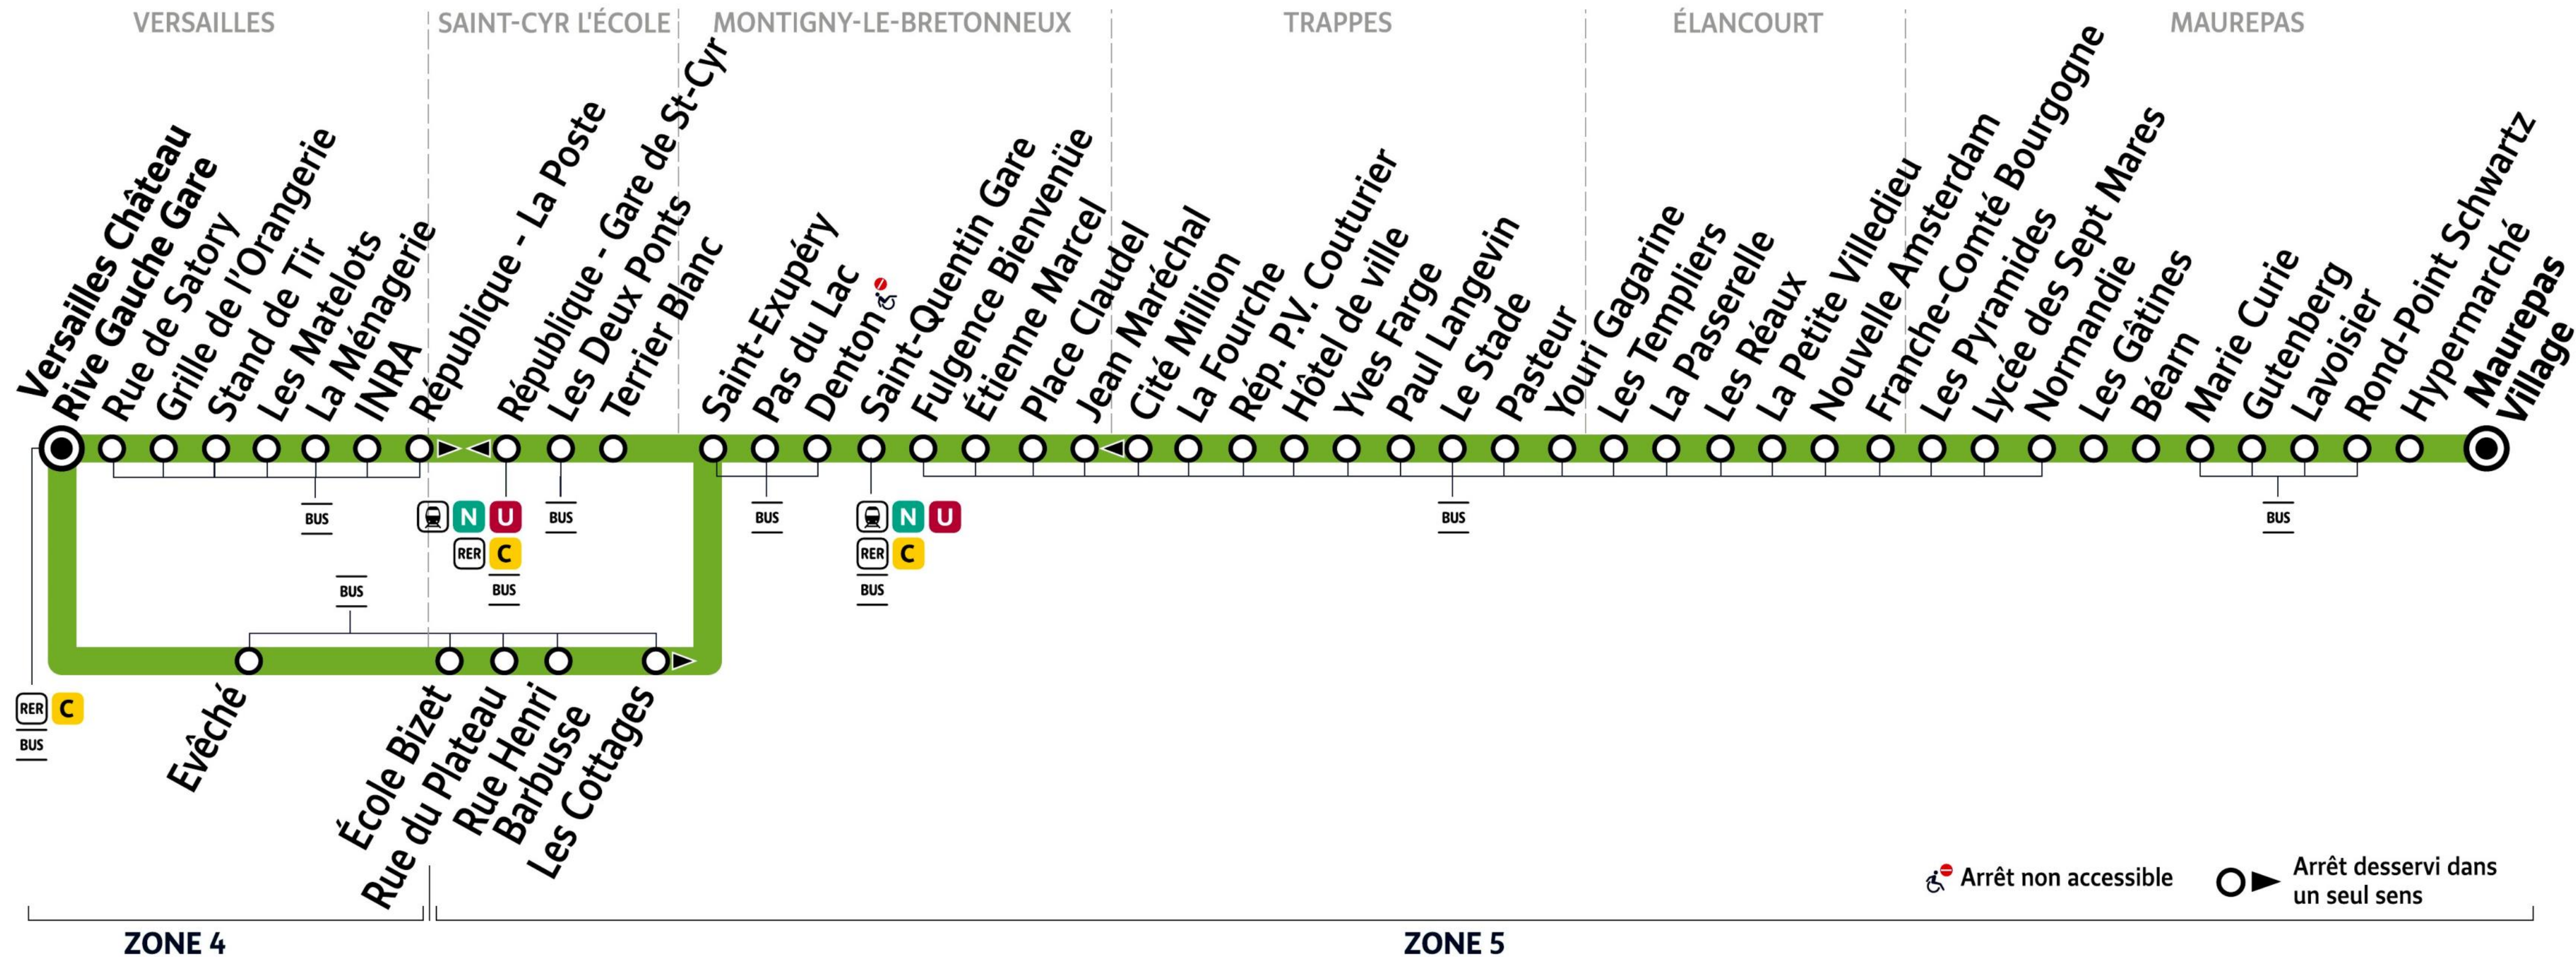 VERSAILLES
SAINT-CYR L'ÉCOLE
MONTIGNY-LE-BRETONNEUX
TRAPPES
ÉLANCOURT
MAUREPAS
Versailles Château
Rive Gauche Gare
Rue de Satory
Grille de l'Orangerie
Stand de Tir
Les Matelots
La Ménagerie
INRA
République - La Poste
République - Gare de St-Cyr
Les Deux Ponts
Terrier Blanc
Saint-Exupéry
Pas du Lac
Denton
Saint-Quentin Gare
Fulgence Bienvenüe
Étienne Marcel
Place Claudel
Jean Maréchal
Cité Million
La Fourche
Rép. P.V. Couturier
Hôtel de ville
Yves Farge
Paul Langevin
Le Stade
Pasteur
Youri Gagarine
Les Templiers
La Passerelle
Les Réaux
La Petite Villedieu
Nouvelle Amsterdam
Franche-Comté Bourgogne
Les Pyramides
Lycée des Sept Mares
Normandie
Les Gâtines
Béarn
Marie Curie
Gutenberg
Lavoisier
Rond-Point Schwartz
Hypermarché
Maurepas
Village
BUS
N U
RER C
BUS
BUS
BUS
N U
RER C
BUS
BUS
BUS
BUS
RER C
BUS
Evêché
École Bizet
Rue du Plateau
Rue Henri
Barbusse
Les Cottages
Arrêt non accessible
Arrêt desservi dans
un seul sens
ZONE 4
ZONE 5